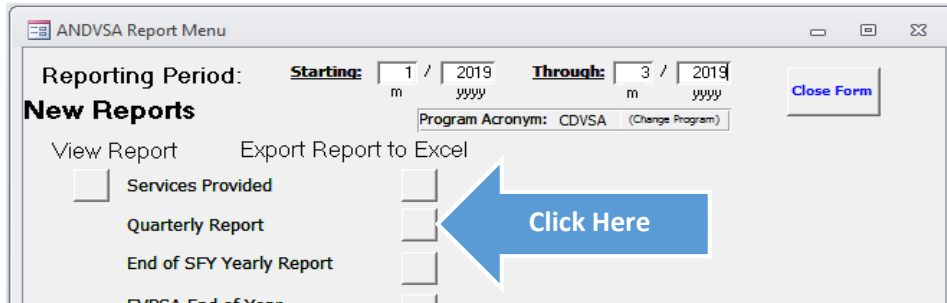 ANDVSA Report Menu
Reporting Period: Starting: 1 / 2019 Through: 3 / 2019
m yyyy m yyyy
Close Form
New Reports
Program Acronym: CDVSA (Change Program)
View Report Export Report to Excel
Services Provided
Quarterly Report
Click Here
End of SFY Yearly Report